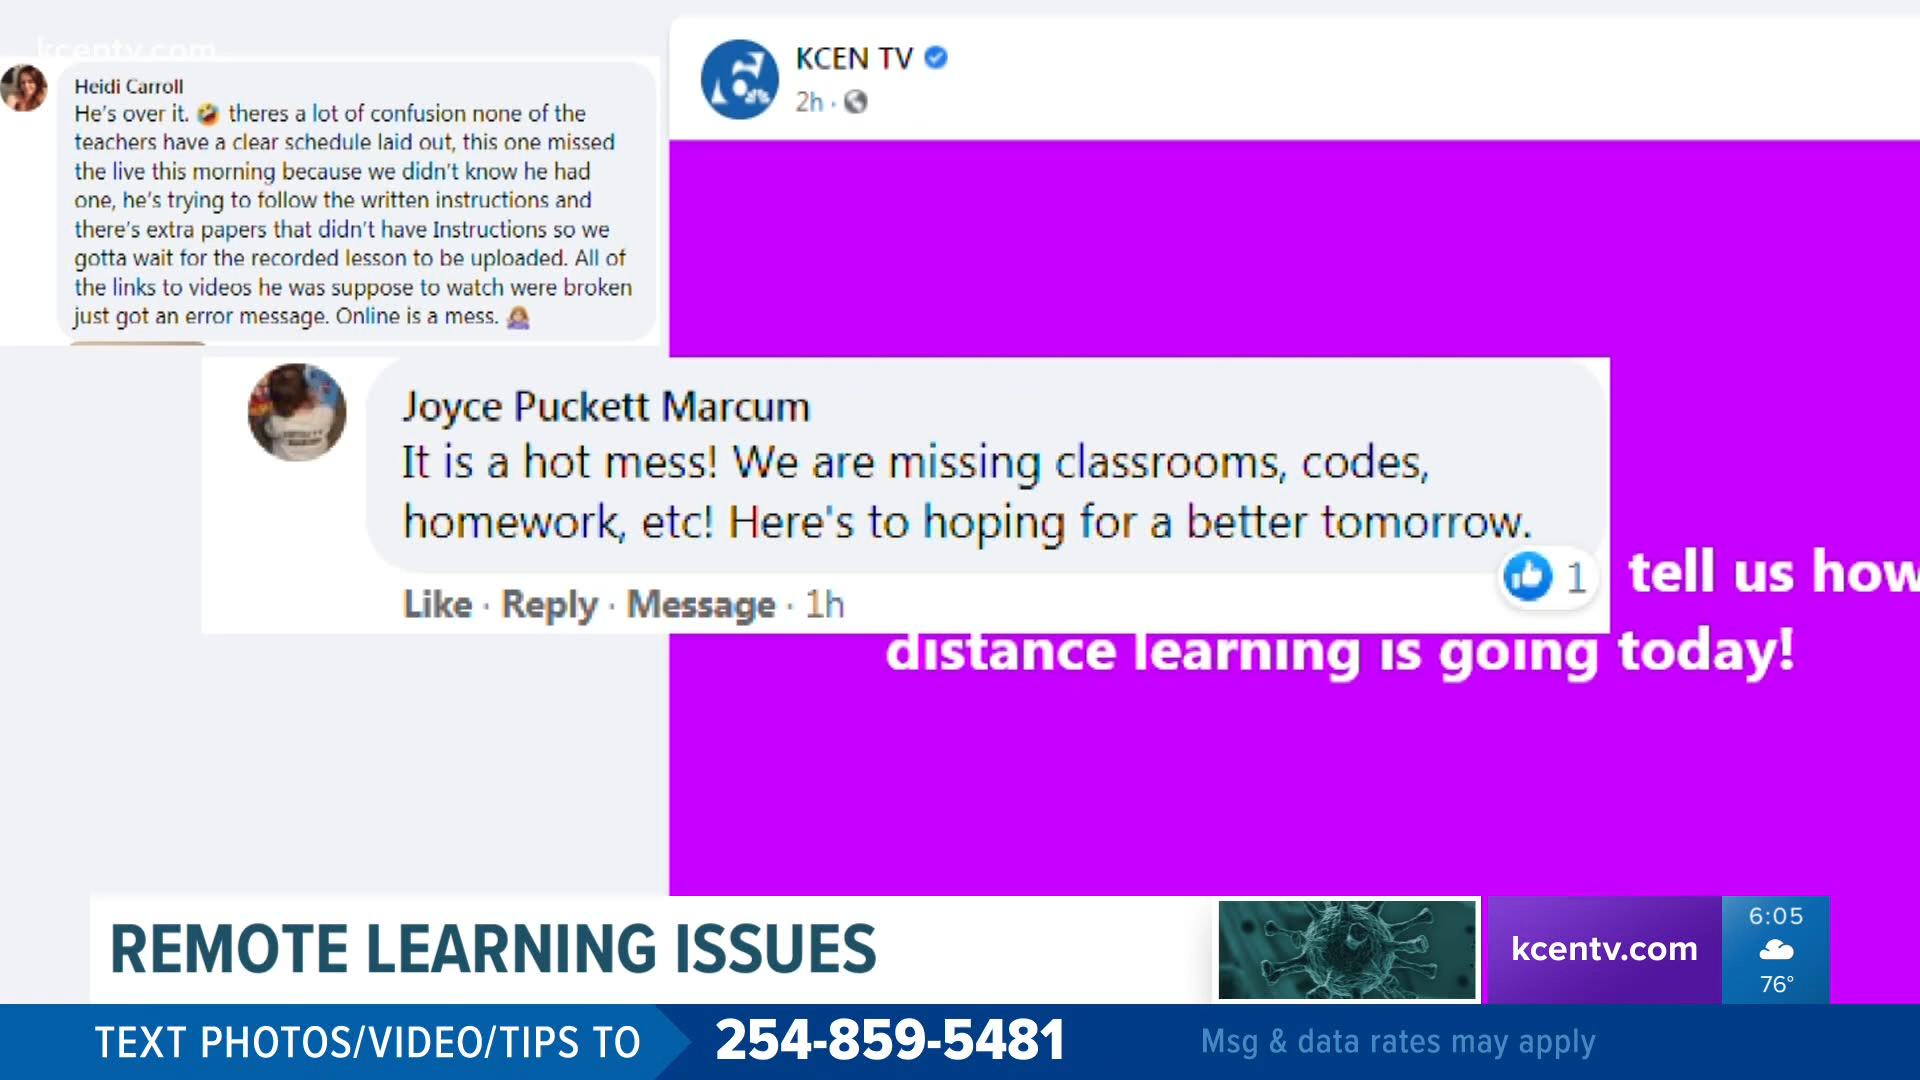 kcentv.com
Heidi Carroll
He's over it. 🤣 theres a lot of confusion none of the
teachers have a clear schedule laid out, this one missed
the live this morning because we didn't know he had
one, he's trying to follow the written instructions and
there's extra papers that didn't have Instructions so we
gotta wait for the recorded lesson to be uploaded. All of
the links to videos he was suppose to watch were broken
just got an error message. Online is a mess. 🤷🏼‍♀️
KCEN TV
2h ·
6
Joyce Puckett Marcum
It is a hot mess! We are missing classrooms, codes,
homework, etc! Here's to hoping for a better tomorrow.
1
Like · Reply · Message · 1h
tell us how
distance learning is going today!
REMOTE LEARNING ISSUES
kcentv.com
6:05
76°
TEXT PHOTOS/VIDEO/TIPS TO
254-859-5481
Msg & data rates may apply